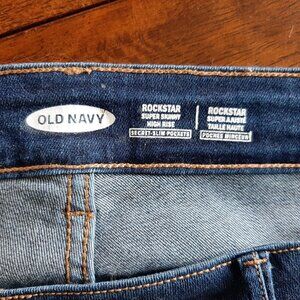 OLD NAVY
ROCKSTAR
SUPER SKINNY
HIGH RISE
SECRET-SLIM POCKETS
ROCKSTAR
SUPER AJUSTÉ
TAILLE HAUTE
POCHES MINCEUR